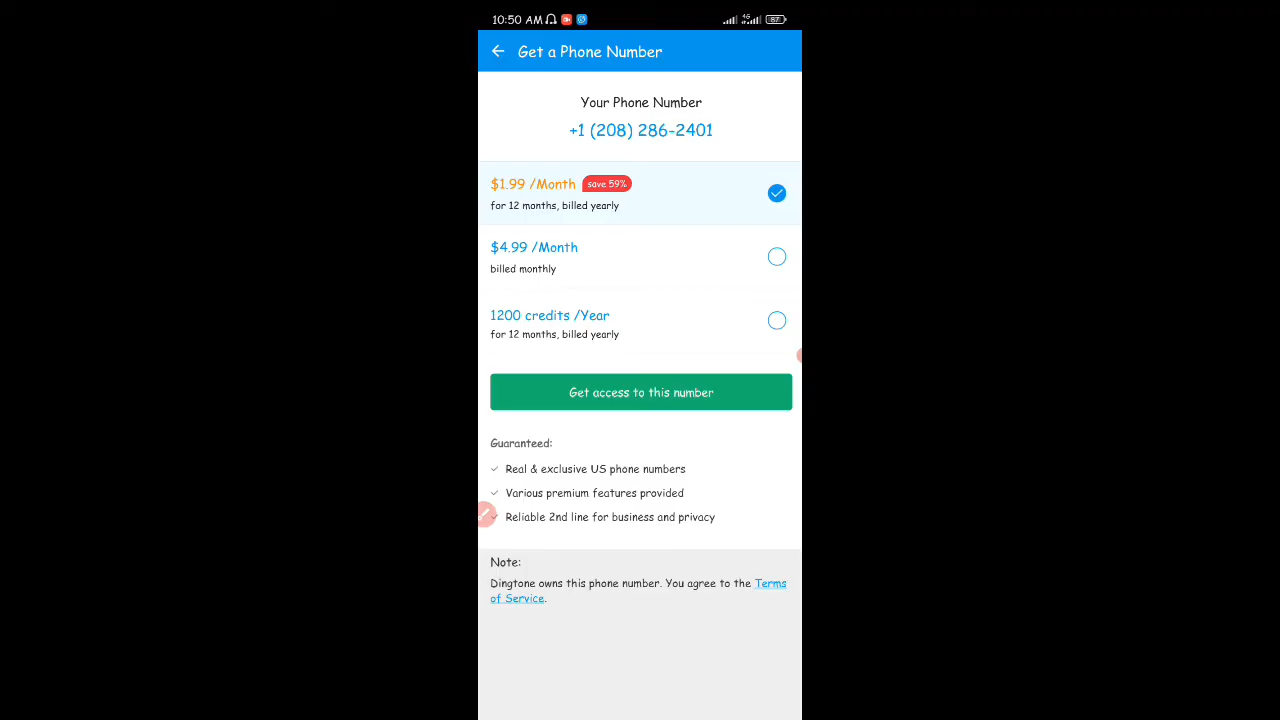 10:50 AM
4G
87
Get a Phone Number
Your Phone Number
+1 (208) 286-2401
$1.99 /Month save 59%
for 12 months, billed yearly
$4.99 /Month
billed monthly
1200 credits /Year
for 12 months, billed yearly
Get access to this number
Guaranteed:
Real & exclusive US phone numbers
Various premium features provided
Reliable 2nd line for business and privacy
Note:
Dingtone owns this phone number. You agree to the Terms
of Service.